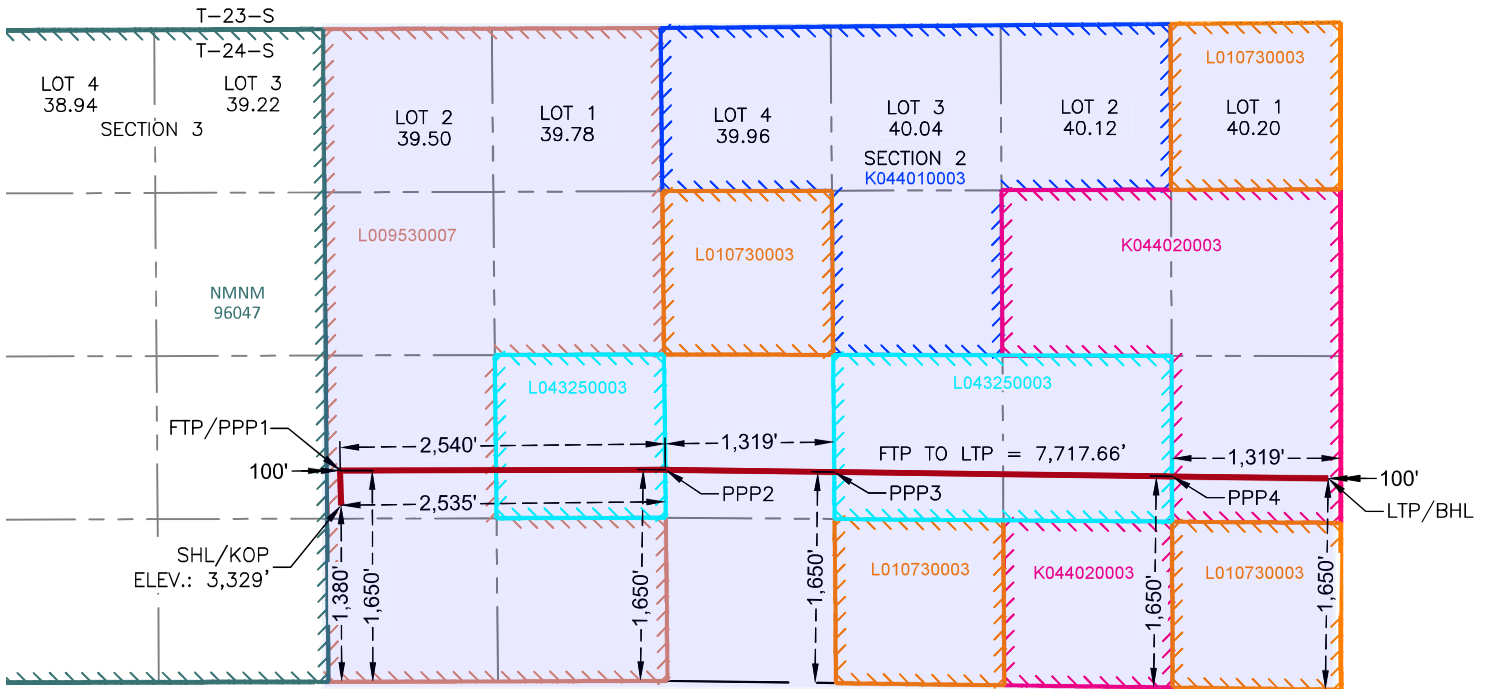 T-23-S
T-24-S
LOT 4
38.94
LOT 3
39.22
SECTION 3
LOT 2
39.50
LOT 1
39.78
LOT 4
39.96
LOT 3
40.04
LOT 2
40.12
L010730003
LOT 1
40.20
SECTION 2
K044010003
L009530007
L010730003
K044020003
NMNM
96047
L043250003
L043250003
FTP/PPP1
2,540'
1,319'
FTP TO LTP = 7,717.66'
1,319'
100'
100'
PPP2
PPP3
PPP4
LTP/BHL
2,535'
SHL/KOP
ELEV.: 3,329'
1,380'
1,650'
1,650'
1,650'
1,650'
1,650'
L010730003
K044020003
L010730003